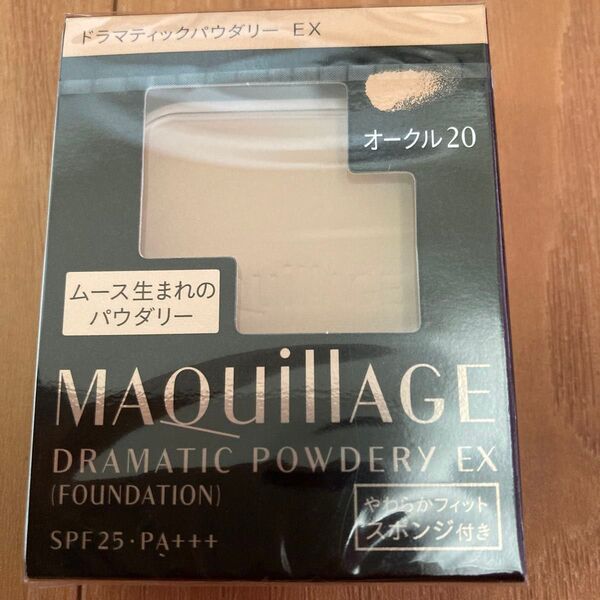 ドラマティックパウダリー EX
オークル20
ムース生まれの
パウダリー
MAQuillAGE
DRAMATIC POWDERY EX
(FOUNDATION)
やわらかフィット
スポンジ付き
SPF25・PA+++